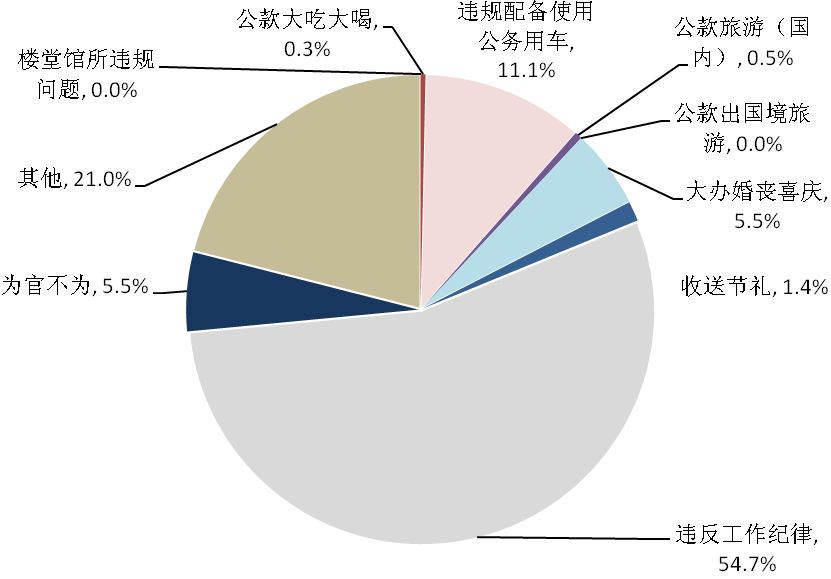 公款大吃大喝,
0.3%
违规配备使用
公务用车,
11.1%
公款旅游（国
内）, 0.5%
公款出国境旅
游, 0.0%
大办婚丧喜庆,
5.5%
收送节礼, 1.4%
违反工作纪律,
54.7%
为官不为, 5.5%
其他, 21.0%
楼堂馆所违规
问题, 0.0%